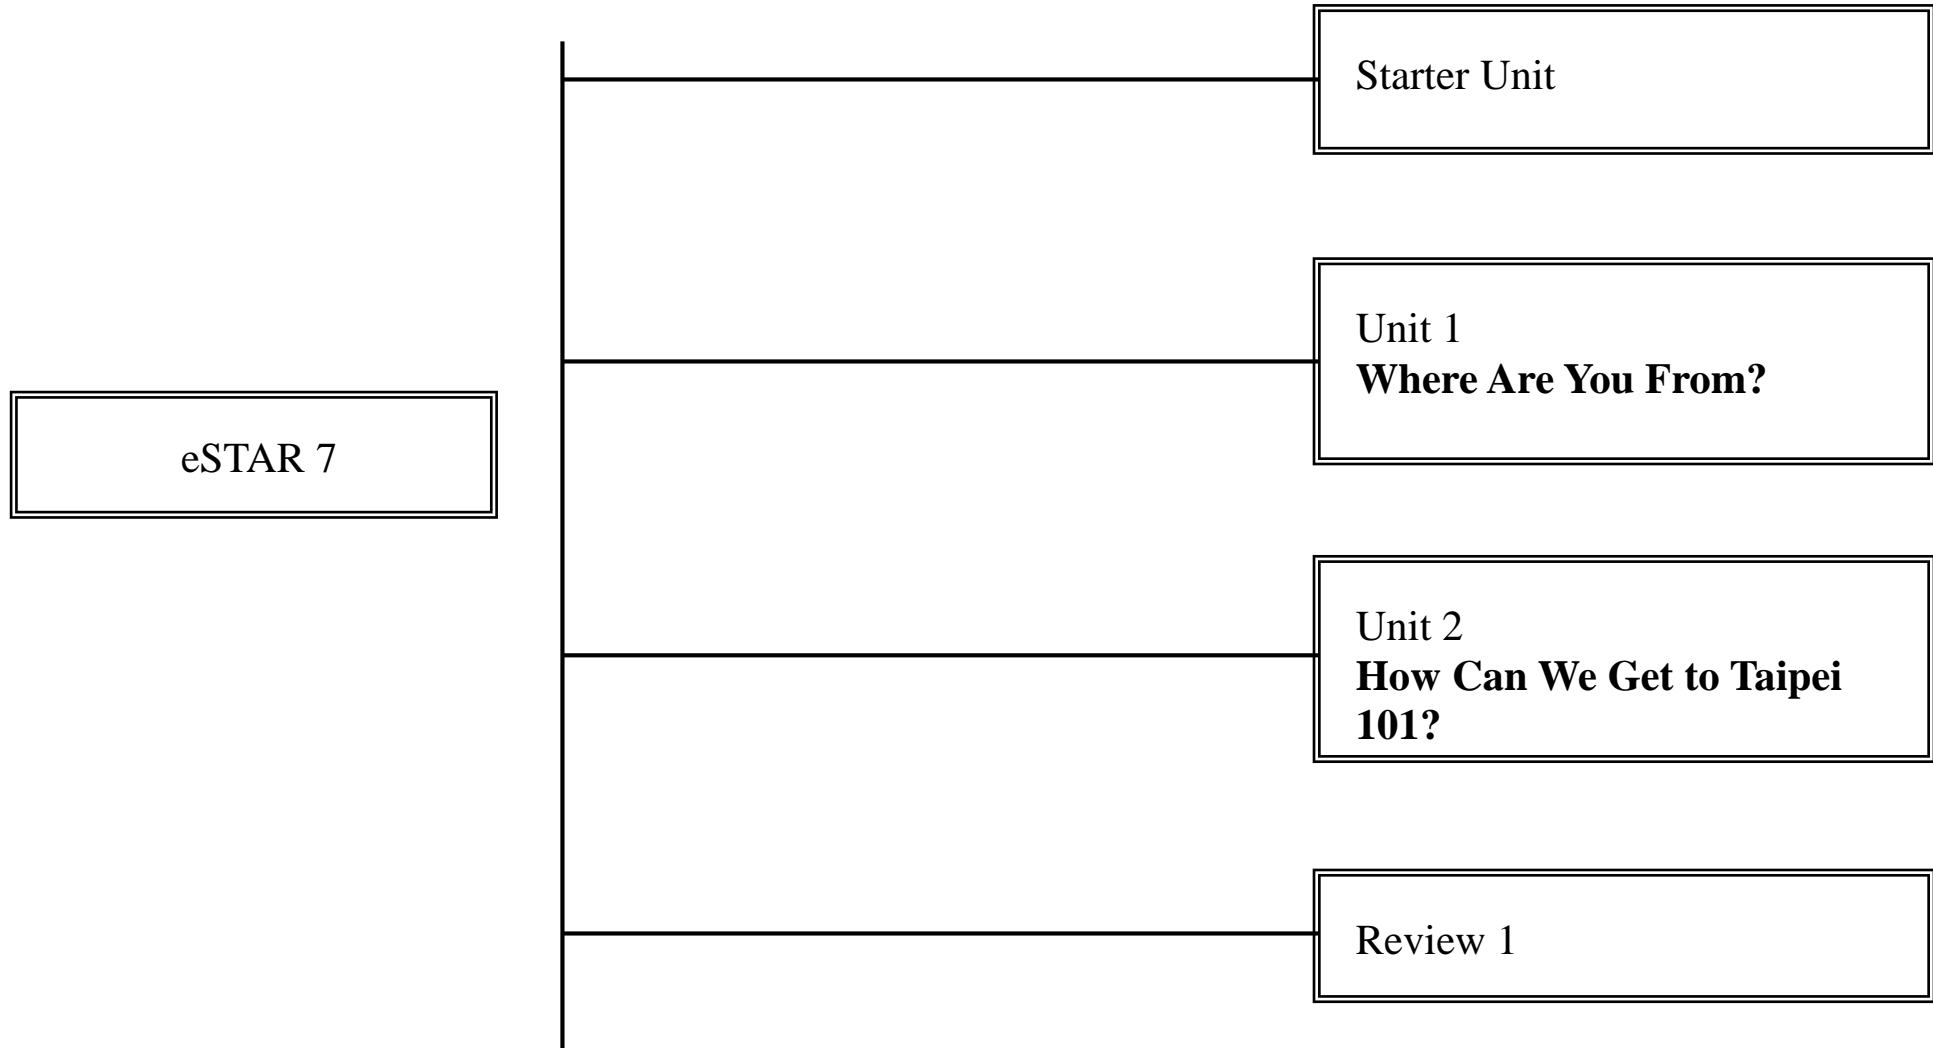 Starter Unit
Unit 1
Where Are You From?
eSTAR 7
Unit 2
How Can We Get to Taipei
101?
Review 1